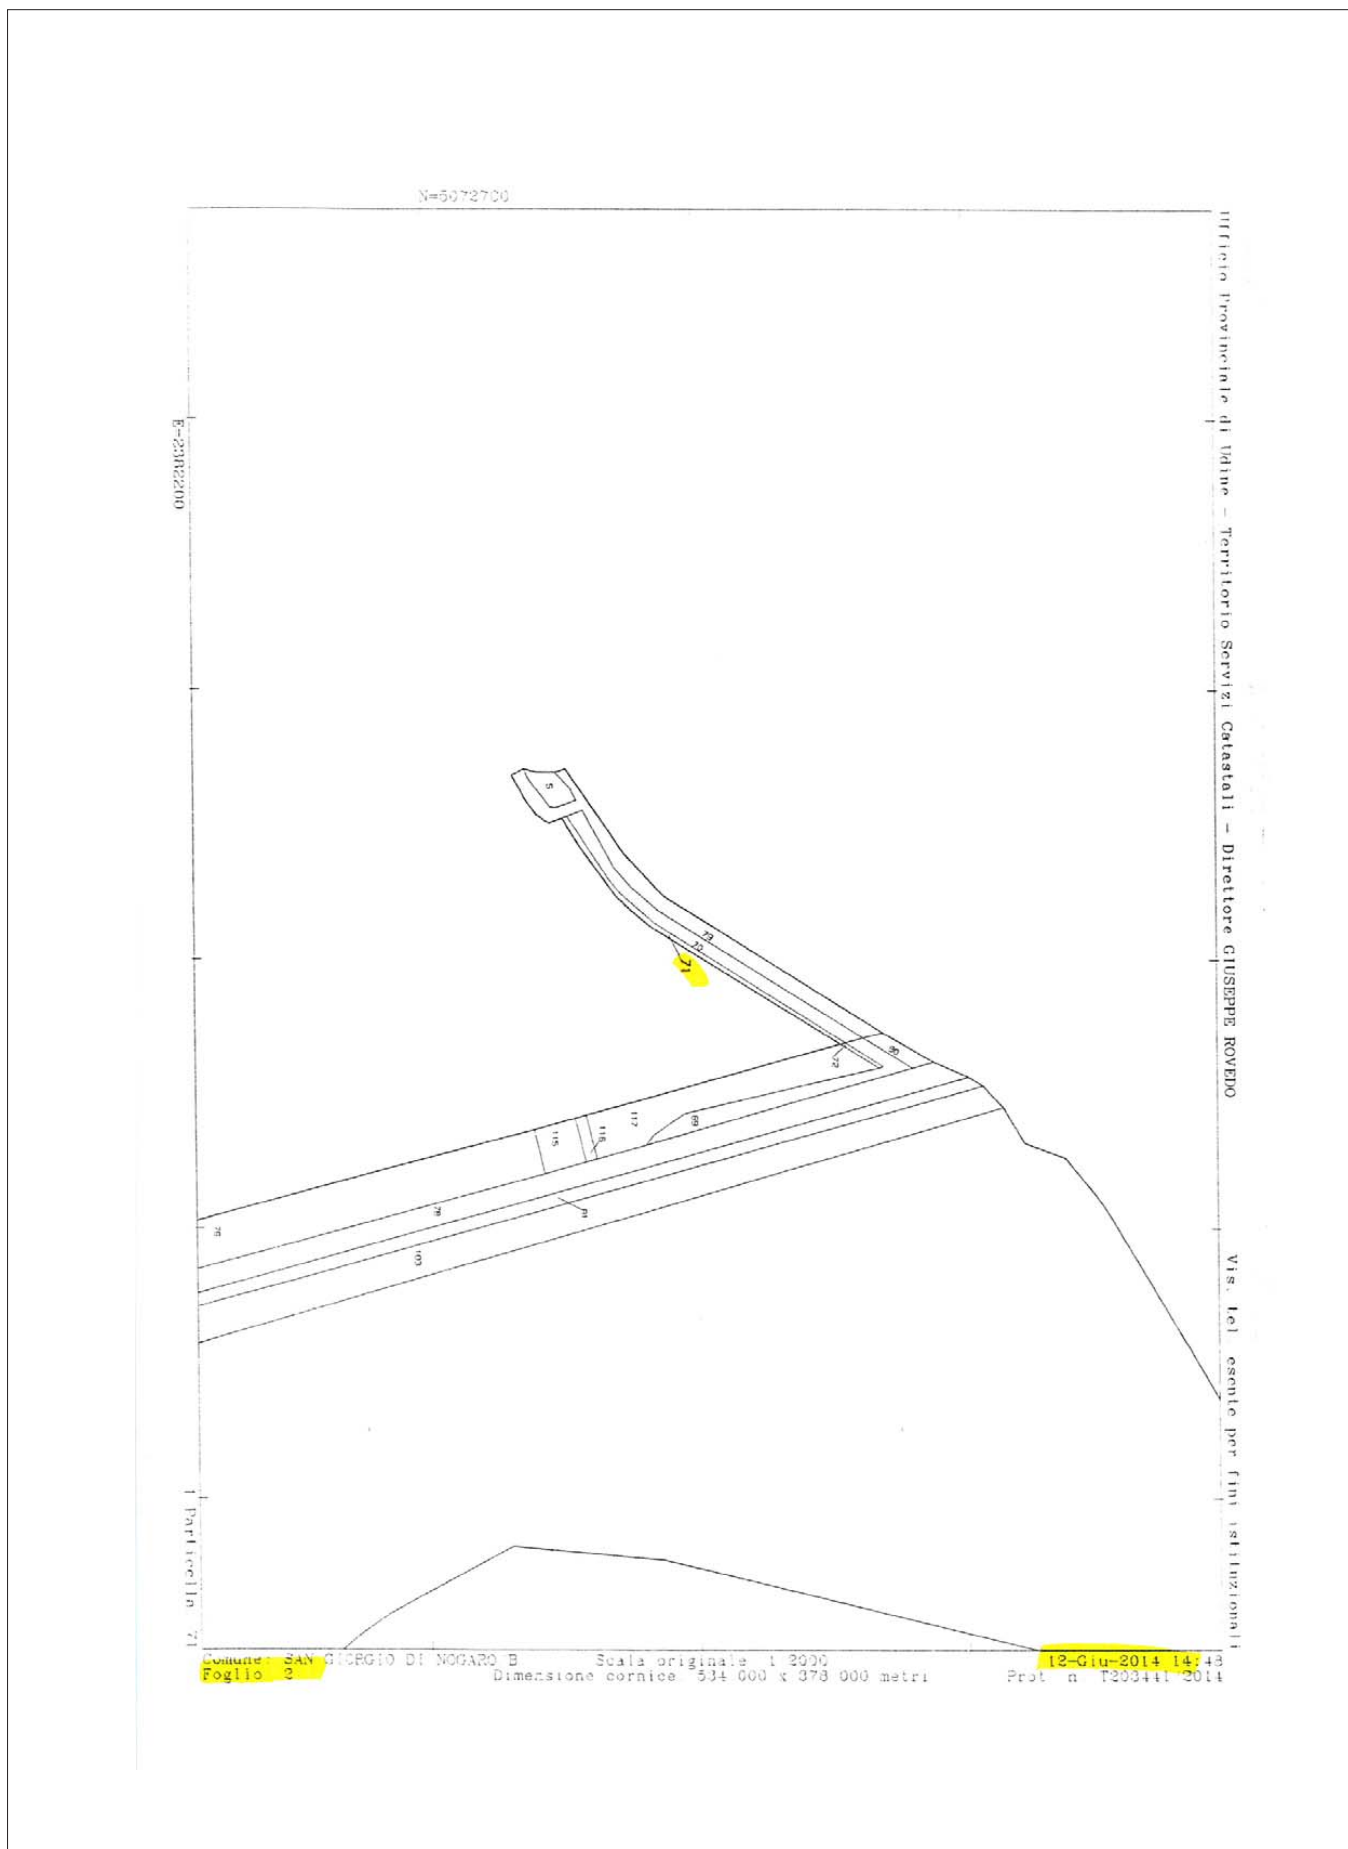 N=5072700
Ufficio Provinciale di Udine - Territorio Servizi Catastali - Direttore GIUSEPPE ROVEDO
Vis. tel esente per fini istituzionali
E=2382200
5
73
70
71
80
72
69
117
116
115
78
76
81
103
1 Particella 71
Comune: SAN GIORGIO DI NOGARO B
Scala originale 1 2000
12-Giu-2014 14:48
Foglio 2
Dimensione cornice 534 000 x 378 000 metri
Prot n T203441 2014